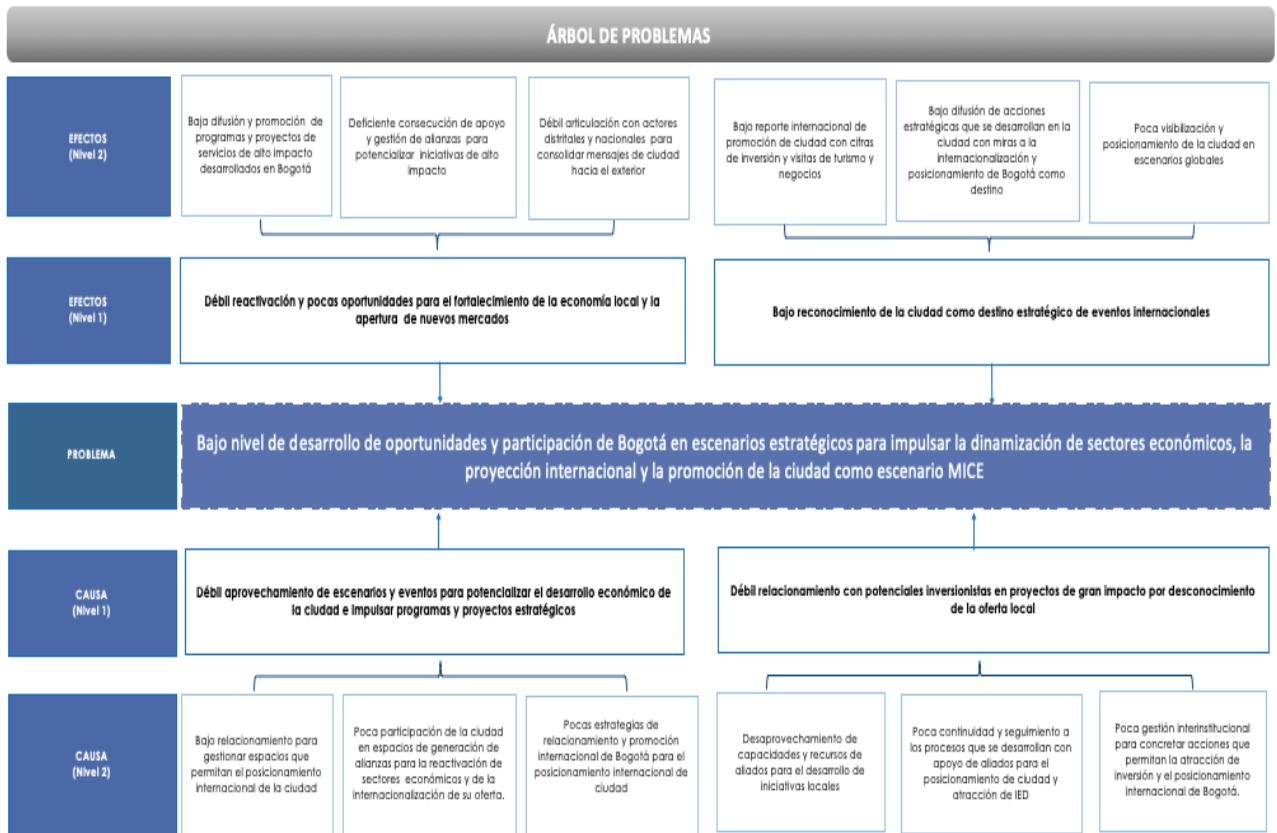 ÁRBOL DE PROBLEMAS
EFECTOS
(Nivel 2)
Baja difusión y promoción de
programas y proyectos de
servicios de alto impacto
desarrollados en Bogotá
Deficiente consecución de apoyo
y gestión de alianzas para
potencializar iniciativas de alto
impacto
Débil articulación con actores
distritales y nacionales para
consolidar mensajes de ciudad
hacia el exterior
Bajo reporte internacional de
promoción de ciudad con cifras
de inversión y visitas de turismo y
negocios
Bajo difusión de acciones
estratégicas que se desarrollan en la
ciudad con miras a la
internacionalización y
posicionamiento de Bogotá como
destino
Poca visibilización y
posicionamiento de la ciudad en
escenarios globales
EFECTOS
(Nivel 1)
Débil reactivación y pocas oportunidades para el fortalecimiento de la economía local y la
apertura de nuevos mercados
Bajo reconocimiento de la ciudad como destino estratégico de eventos internacionales
PROBLEMA
Bajo nivel de desarrollo de oportunidades y participación de Bogotá en escenarios estratégicos para impulsar la dinamización de sectores económicos, la
proyección internacional y la promoción de la ciudad como escenario MICE
CAUSA
(Nivel 1)
Débil aprovechamiento de escenarios y eventos para potencializar el desarrollo económico de
la ciudad e impulsar programas y proyectos estratégicos
Débil relacionamiento con potenciales inversionistas en proyectos de gran impacto por desconocimiento
de la oferta local
CAUSA
(Nivel 2)
Bajo relacionamiento para
gestionar espacios que
permitan el posicionamiento
internacional de la ciudad
Poca participación de la ciudad
en espacios de generación de
alianzas para la reactivación de
sectores económicos y de la
internacionalización de su oferta.
Pocas estrategias de
relacionamiento y promoción
internacional de Bogotá para el
posicionamiento internacional de
ciudad
Desaprovechamiento de
capacidades y recursos de
aliados para el desarrollo de
iniciativas locales
Poca continuidad y seguimiento a
los procesos que se desarrollan con
apoyo de aliados para el
posicionamiento de ciudad y
atracción de IED
Poca gestión interinstitucional
para concretar acciones que
permitan la atracción de
inversión y el posicionamiento
internacional de Bogotá.